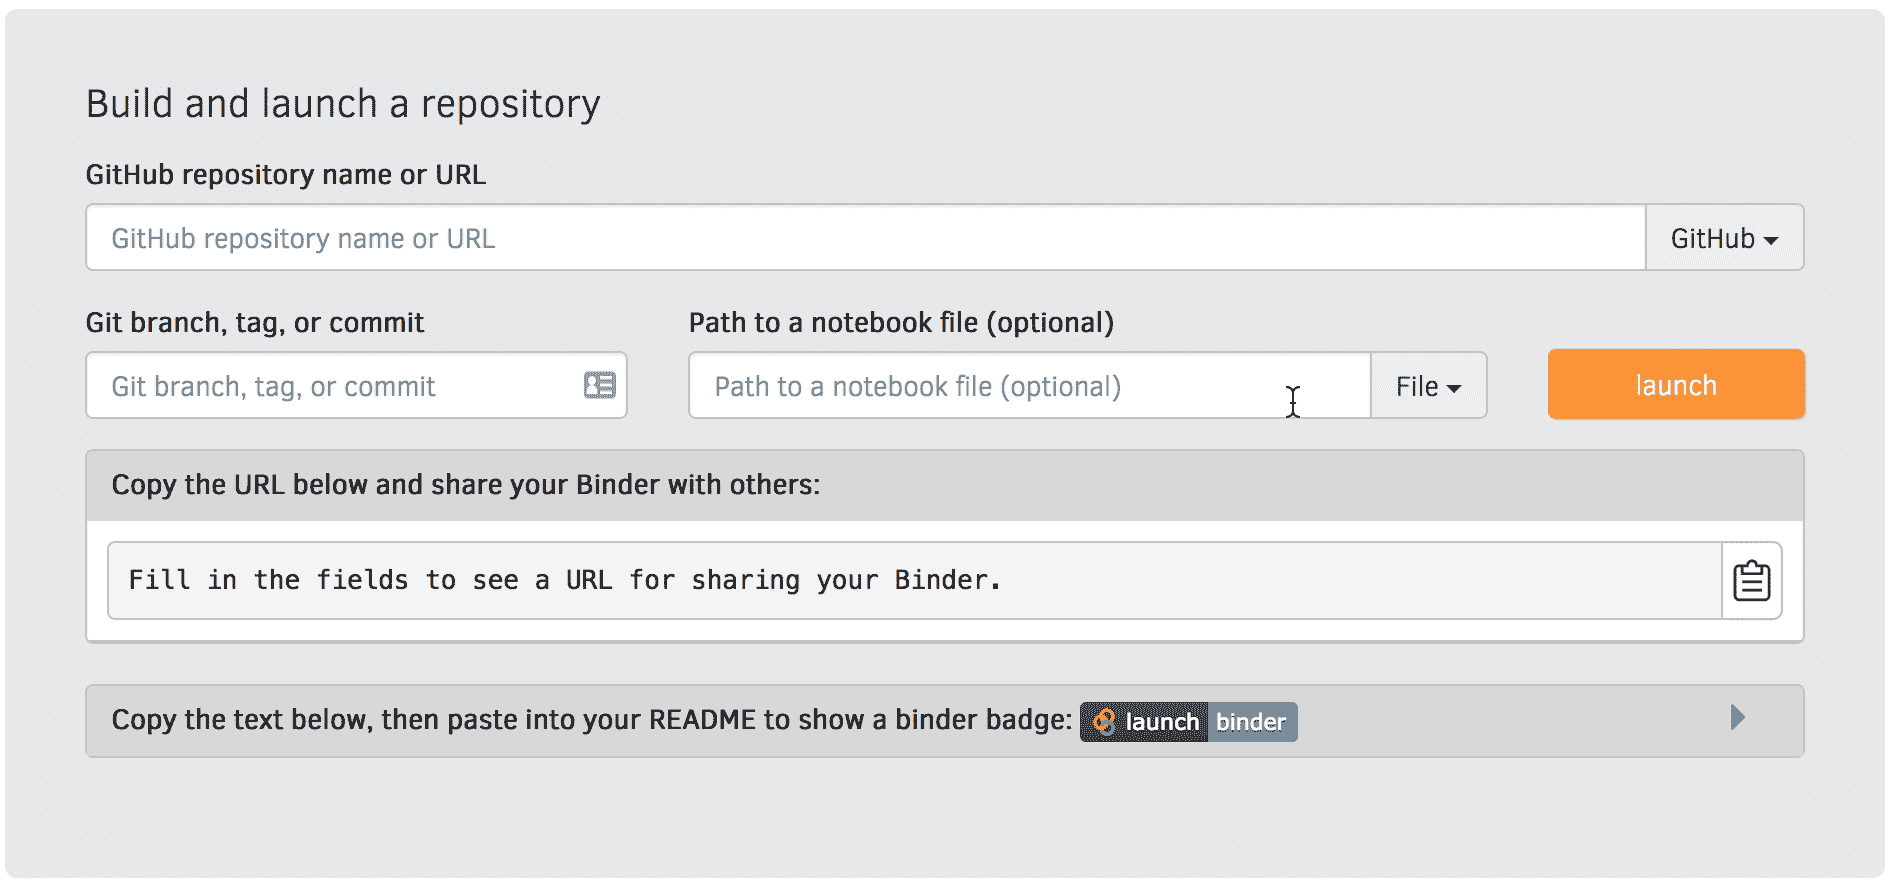 Build and launch a repository
GitHub repository name or URL
GitHub repository name or URL
GitHub
Git branch, tag, or commit
Path to a notebook file (optional)
Git branch, tag, or commit
Path to a notebook file (optional)
File
launch
Copy the URL below and share your Binder with others:
Fill in the fields to see a URL for sharing your Binder.
Copy the text below, then paste into your README to show a binder badge: launch binder